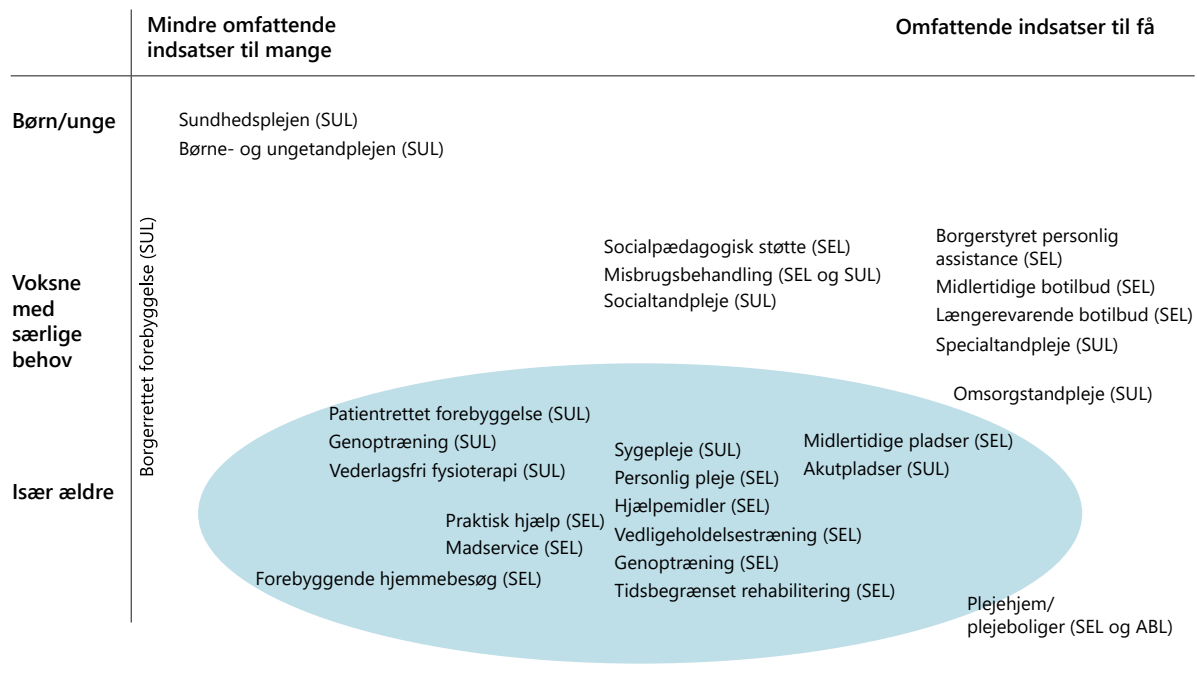 Mindre omfattende
indsatser til mange
Omfattende indsatser til få
Børn/unge
Sundhedsplejen (SUL)
Børne- og ungetandplejen (SUL)
Borgerrettet forebyggelse (SUL)
Voksne
med
særlige
behov
Socialpædagogisk støtte (SEL)
Misbrugsbehandling (SEL og SUL)
Socialtandpleje (SUL)
Borgerstyret personlig
assistance (SEL)
Midlertidige botilbud (SEL)
Længerevarende botilbud (SEL)
Specialtandpleje (SUL)
Omsorgstandpleje (SUL)
Især ældre
Patientrettet forebyggelse (SUL)
Genoptræning (SUL)
Vederlagsfri fysioterapi (SUL)
Praktisk hjælp (SEL)
Madservice (SEL)
Forebyggende hjemmebesøg (SEL)
Sygepleje (SUL)
Personlig pleje (SEL)
Hjælpemidler (SEL)
Vedligeholdelsestræning (SEL)
Genoptræning (SEL)
Tidsbegrænset rehabilitering (SEL)
Midlertidige pladser (SEL)
Akutpladser (SUL)
Plejehjem/
plejeboliger (SEL og ABL)